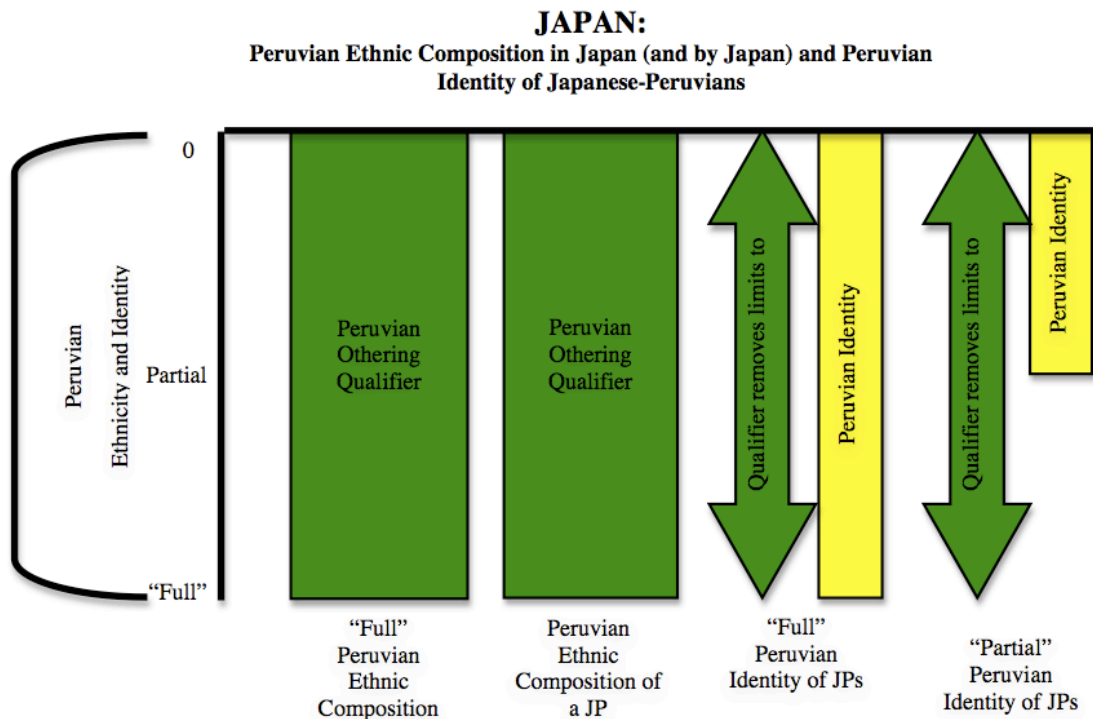 JAPAN:
Peruvian Ethnic Composition in Japan (and by Japan) and Peruvian
Identity of Japanese-Peruvians
0
Partial
“Full”
Peruvian
Ethnicity and Identity
Peruvian
Othering
Qualifier
Peruvian
Othering
Qualifier
Qualifier removes limits to
Peruvian Identity
Qualifier removes limits to
Peruvian Identity
“Full”
Peruvian
Ethnic
Composition
Peruvian
Ethnic
Composition of
a JP
“Full”
Peruvian
Identity of JPs
“Partial”
Peruvian
Identity of JPs